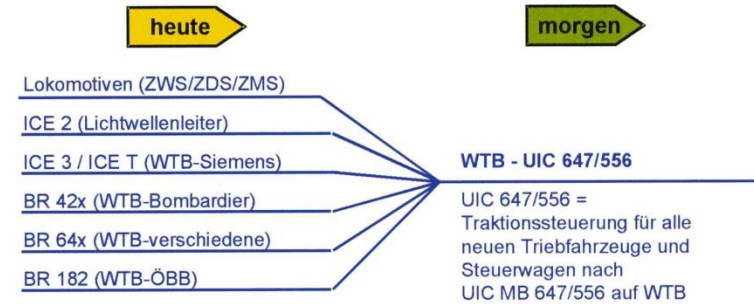 heute
morgen
Lokomotiven (ZWS/ZDS/ZMS)
ICE 2 (Lichtwellenleiter)
ICE 3 / ICE T (WTB-Siemens)
BR 42x (WTB-Bombardier)
BR 64x (WTB-verschiedene)
BR 182 (WTB-ÖBB)
WTB - UIC 647/556
UIC 647/556 =
Traktionssteuerung für alle
neuen Triebfahrzeuge und
Steuerwagen nach
UIC MB 647/556 auf WTB